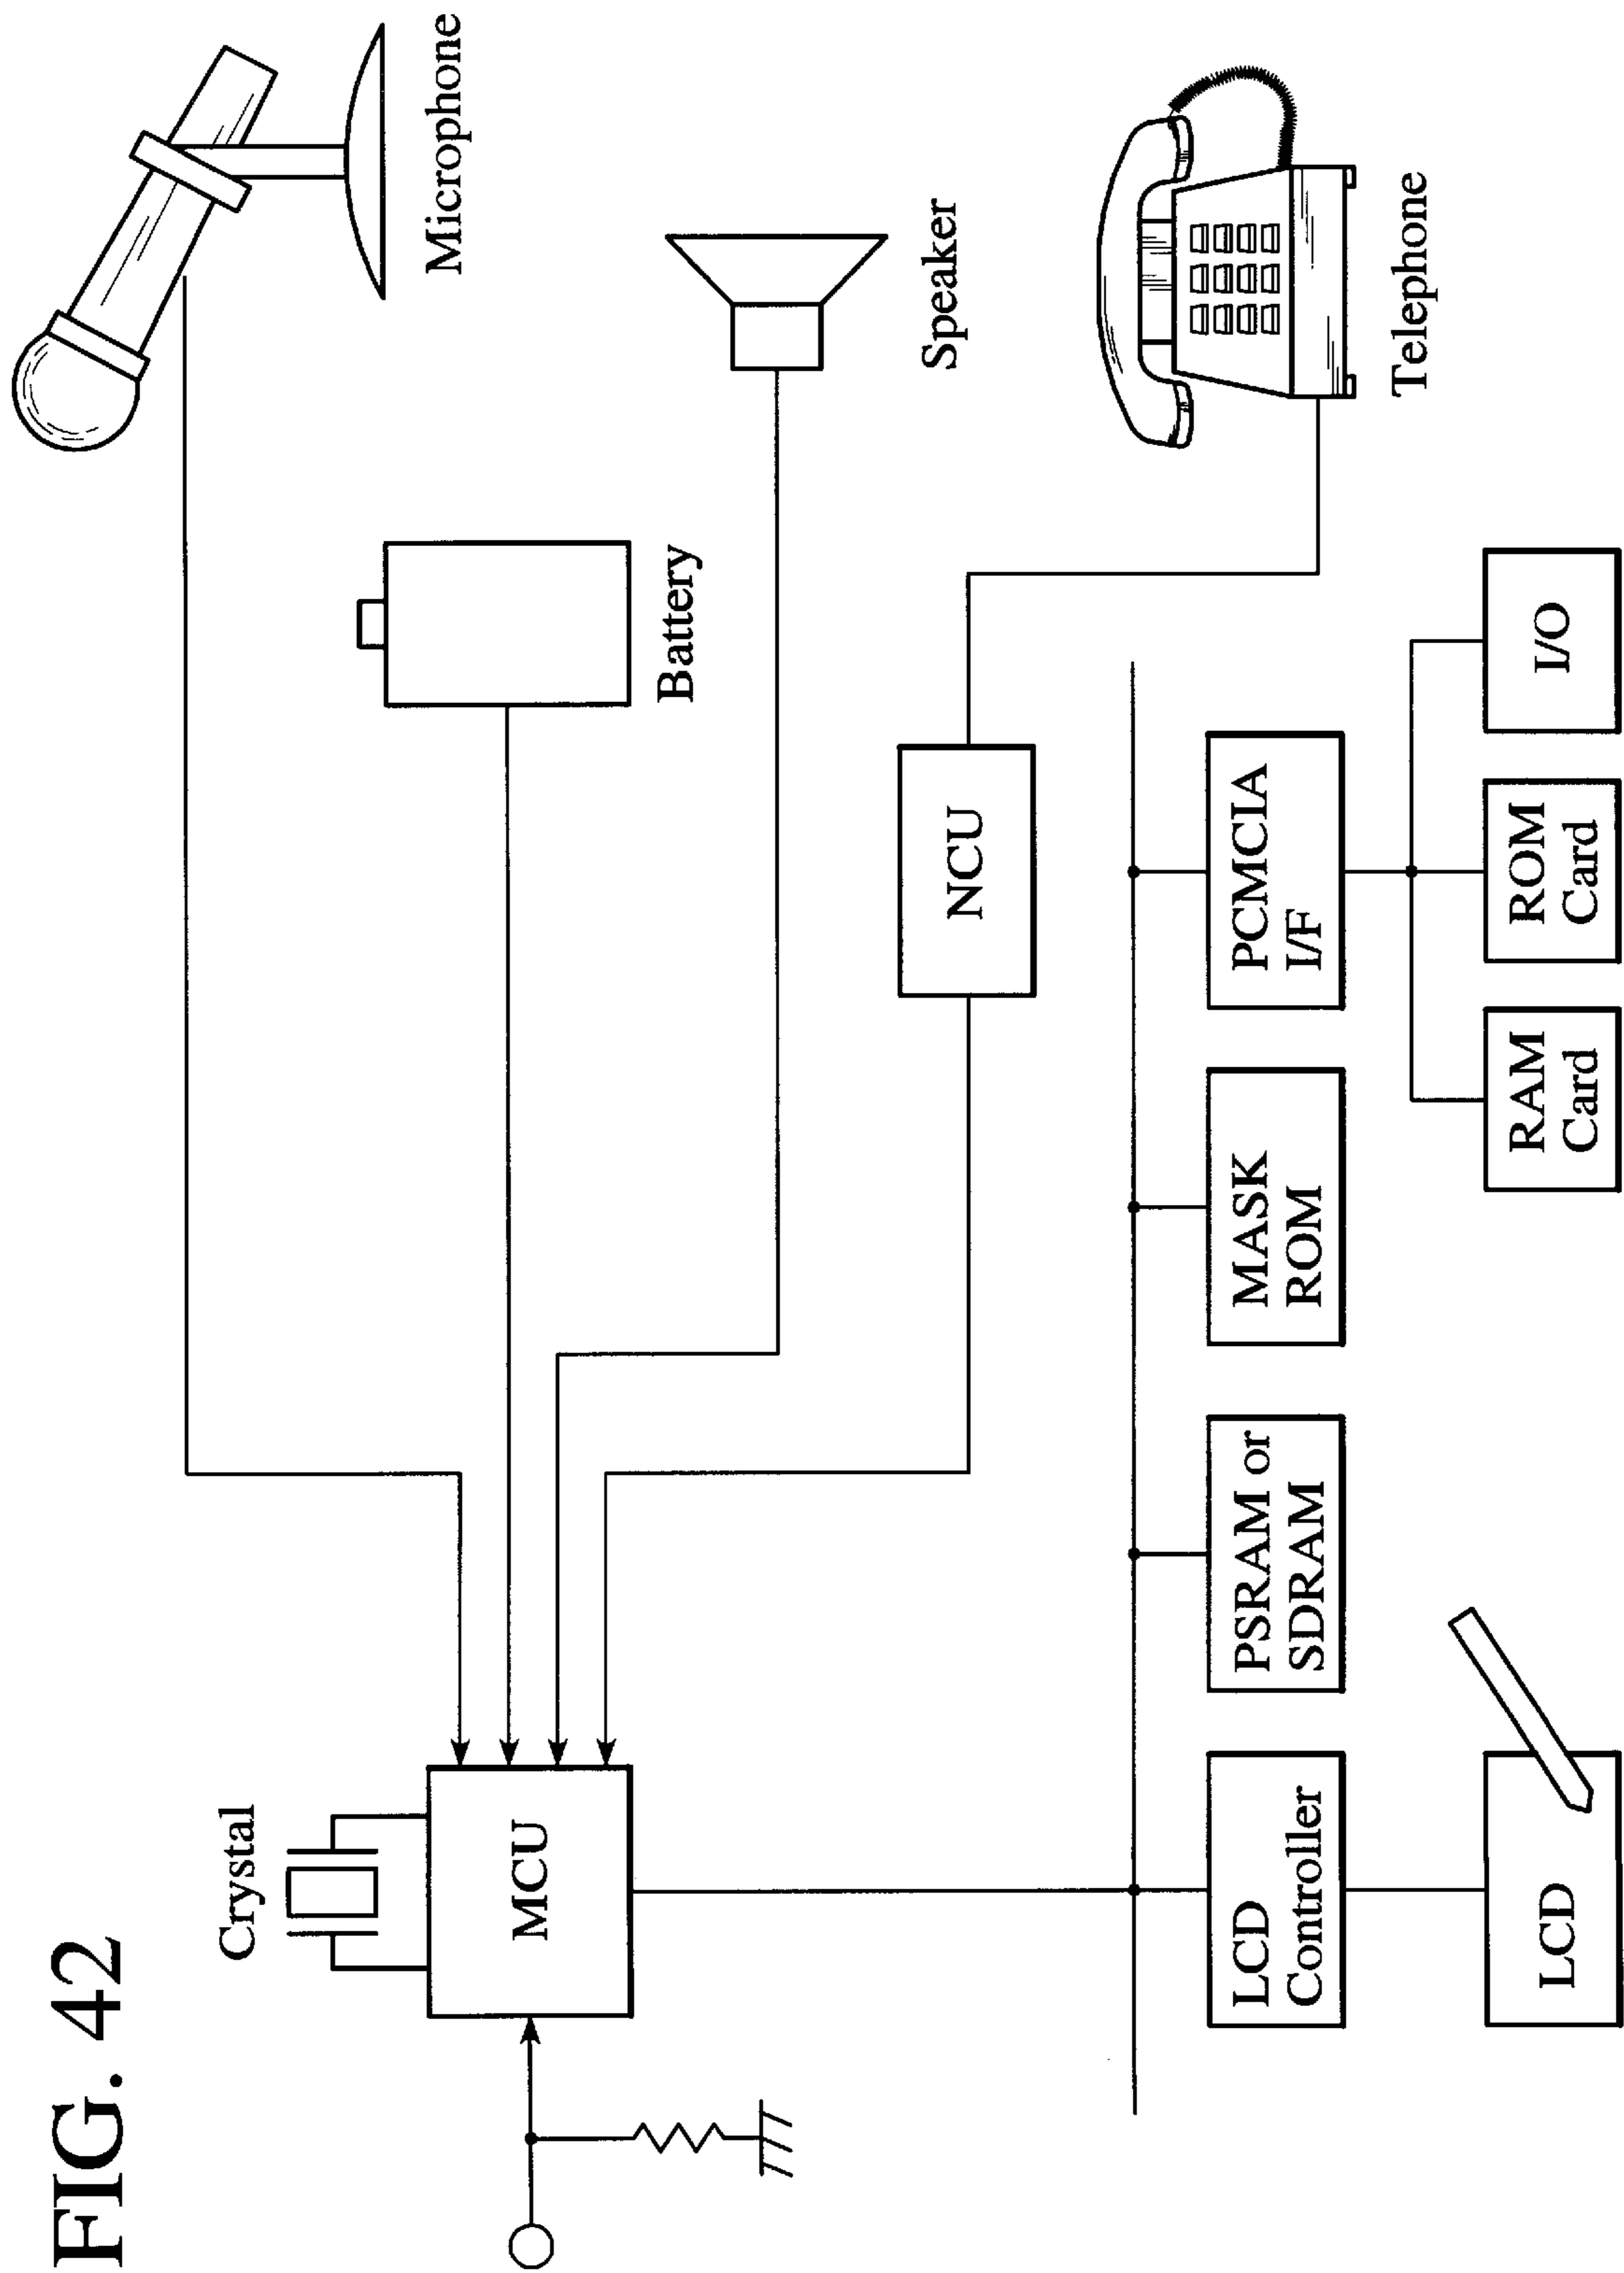 FIG. 42
Crystal
Microphone
MCU
Battery
Speaker
NCU
Telephone
LCD
Controller
PSRAM or
SDRAM
MASK
ROM
PCMCIA
I/F
LCD
RAM
Card
ROM
Card
I/O